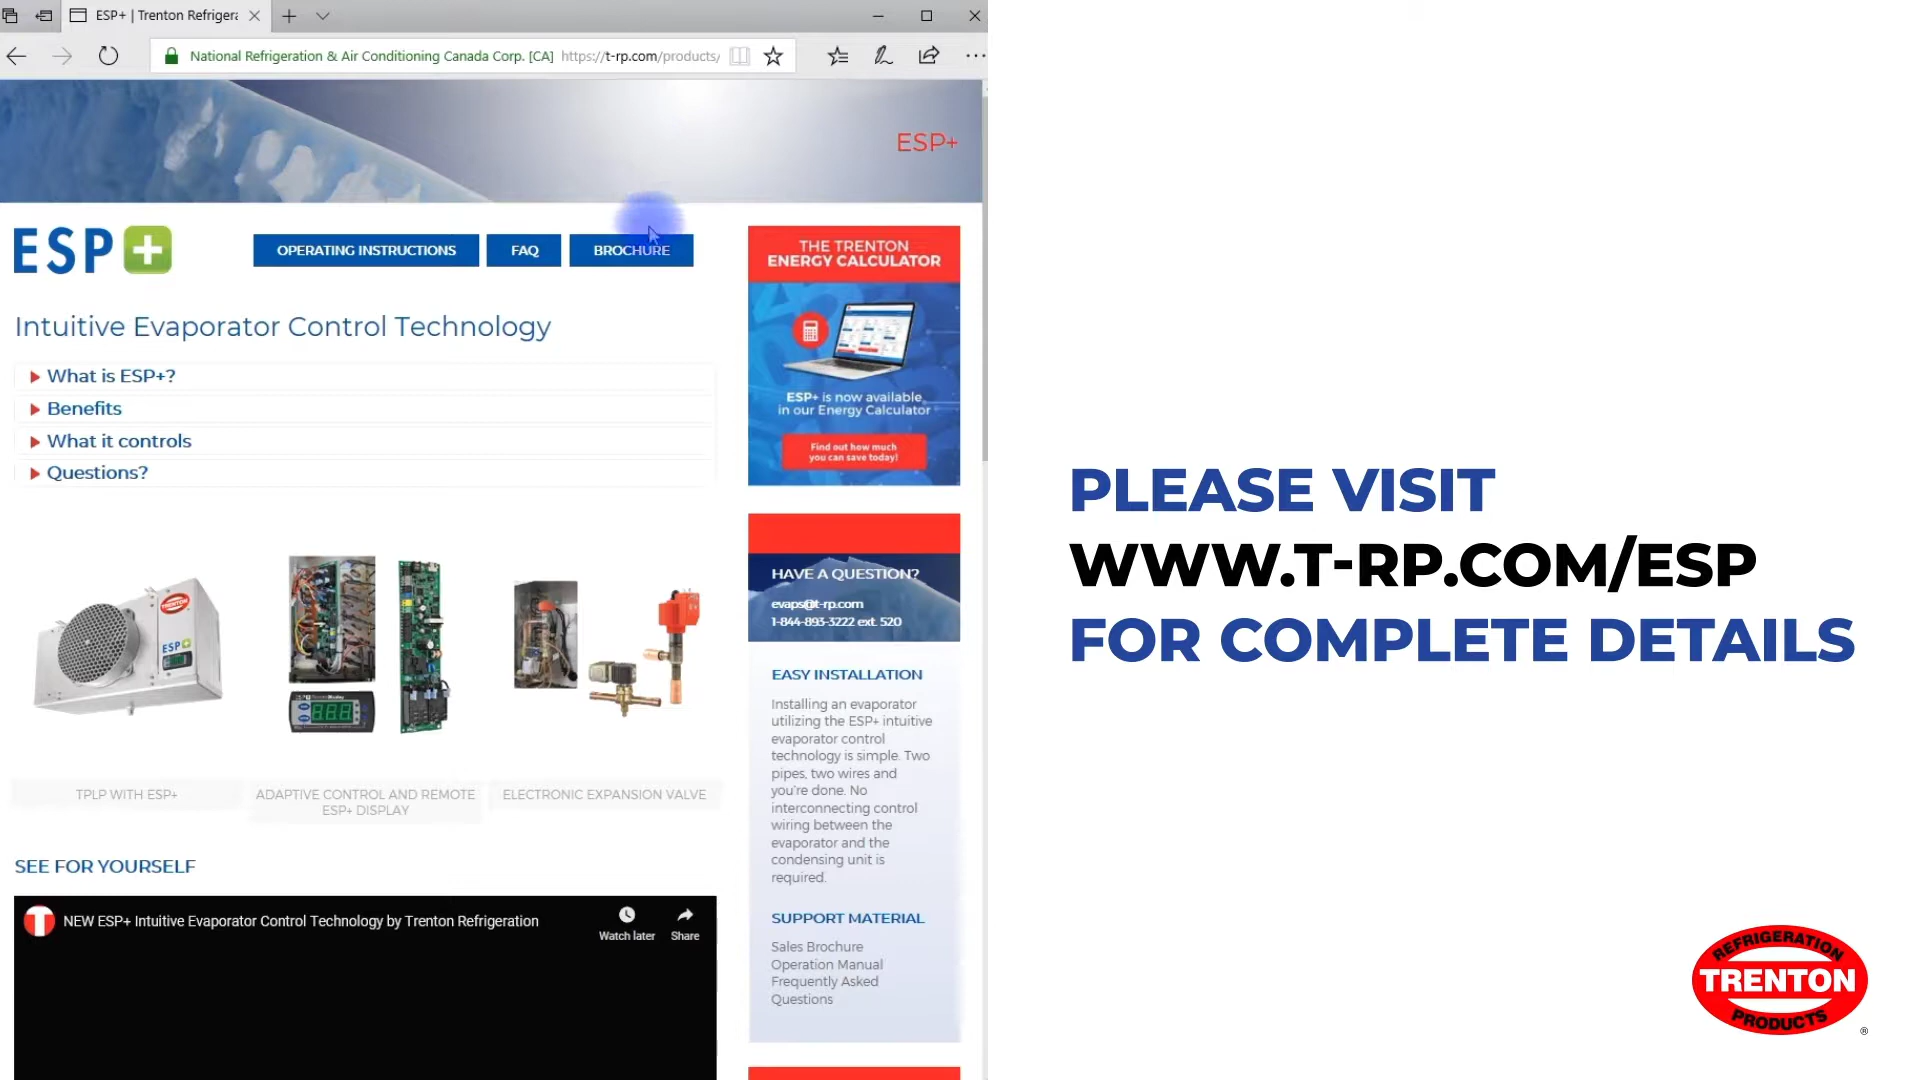 ESP+ | Trenton Refrigera
National Refrigeration & Air Conditioning Canada Corp. [CA] https://t-rp.com/products/
ESP+
ESP+
OPERATING INSTRUCTIONS
FAQ
BROCHURE
Intuitive Evaporator Control Technology
What is ESP+?
Benefits
What it controls
Questions?
TRENTON
ESP+
TPLP WITH ESP+
ADAPTIVE CONTROL AND REMOTE
ESP+ DISPLAY
ELECTRONIC EXPANSION VALVE
SEE FOR YOURSELF
NEW ESP+ Intuitive Evaporator Control Technology by Trenton Refrigeration
Watch later
Share
THE TRENTON
ENERGY CALCULATOR
ESP+ is now available
in our Energy Calculator
Find out how much
you can save today!
HAVE A QUESTION?
evaps@t-rp.com
1-844-893-3222 ext. 520
EASY INSTALLATION
Installing an evaporator
utilizing the ESP+ intuitive
evaporator control
technology is simple. Two
pipes, two wires and
you're done. No
interconnecting control
wiring between the
evaporator and the
condensing unit is
required.
SUPPORT MATERIAL
Sales Brochure
Operation Manual
Frequently Asked
Questions
PLEASE VISIT
WWW.T-RP.COM/ESP
FOR COMPLETE DETAILS
REFRIGERATION
TRENTON
PRODUCTS
®